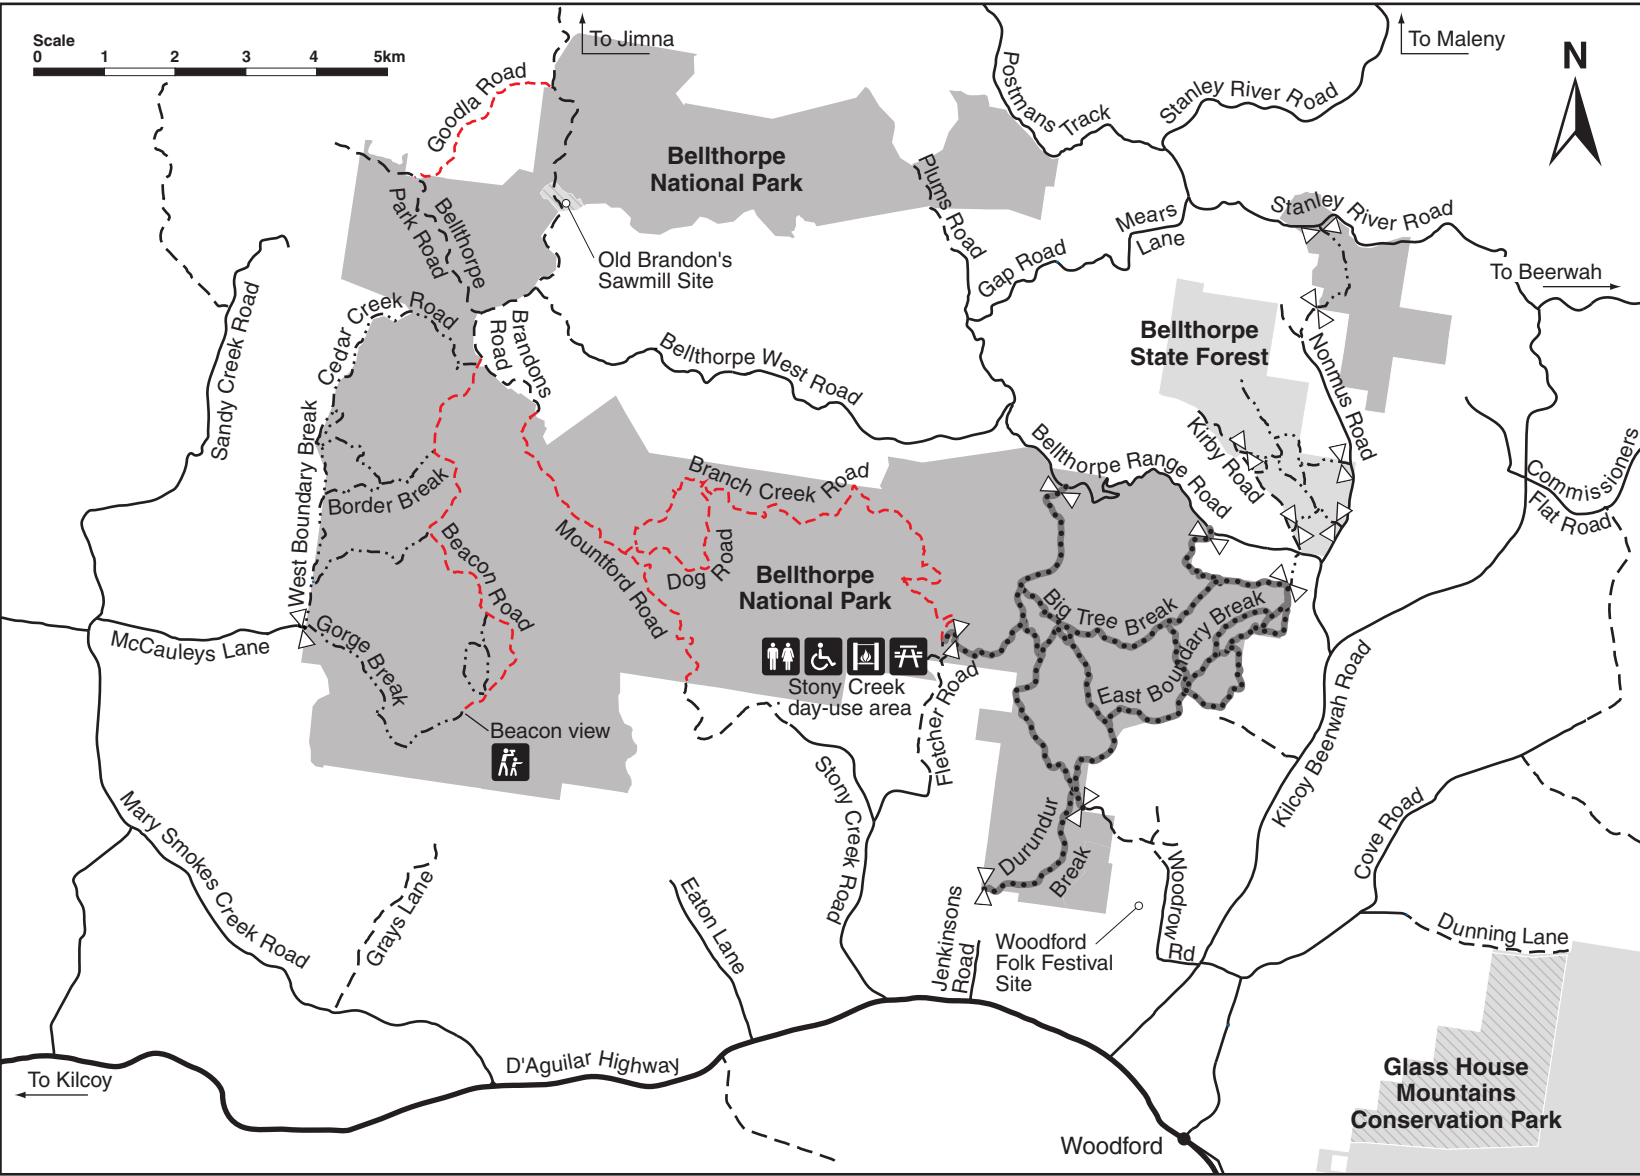 Scale
0 1 2 3 4 5km
To Jimna
To Maleny
N
Goodla Road
Postmans Track
Stanley River Road
Bellthorpe
National Park
Plums Road
Mears
Lane
Stanley River Road
Bellthorpe
Park Road
Old Brandon's
Sawmill Site
Gap Road
To Beerwah
Sandy Creek Road
Cedar Creek Road
Brandons
Road
Bellthorpe West Road
Bellthorpe
State Forest
Nonmus Road
Kirby Road
West Boundary Break
Border Break
Branch Creek Road
Bellthorpe Range Road
Commissioners
Flat Road
Beacon Road
Mountford Road
Dog
Road
Bellthorpe
National Park
Big Tree Break
East Boundary Break
McCauleys Lane
Gorge Break
Stony Creek
day-use area
Fletcher Road
Beacon view
Kilcoy Beerwah Road
Mary Smokes Creek Road
Stony Creek Road
Durundur
Break
Cove Road
Woodrow
Rd
Grays Lane
Eaton Lane
Jenkinsons
Road
Woodford
Folk Festival
Site
Dunning Lane
D'Aguilar Highway
To Kilcoy
Glass House
Mountains
Conservation Park
Woodford